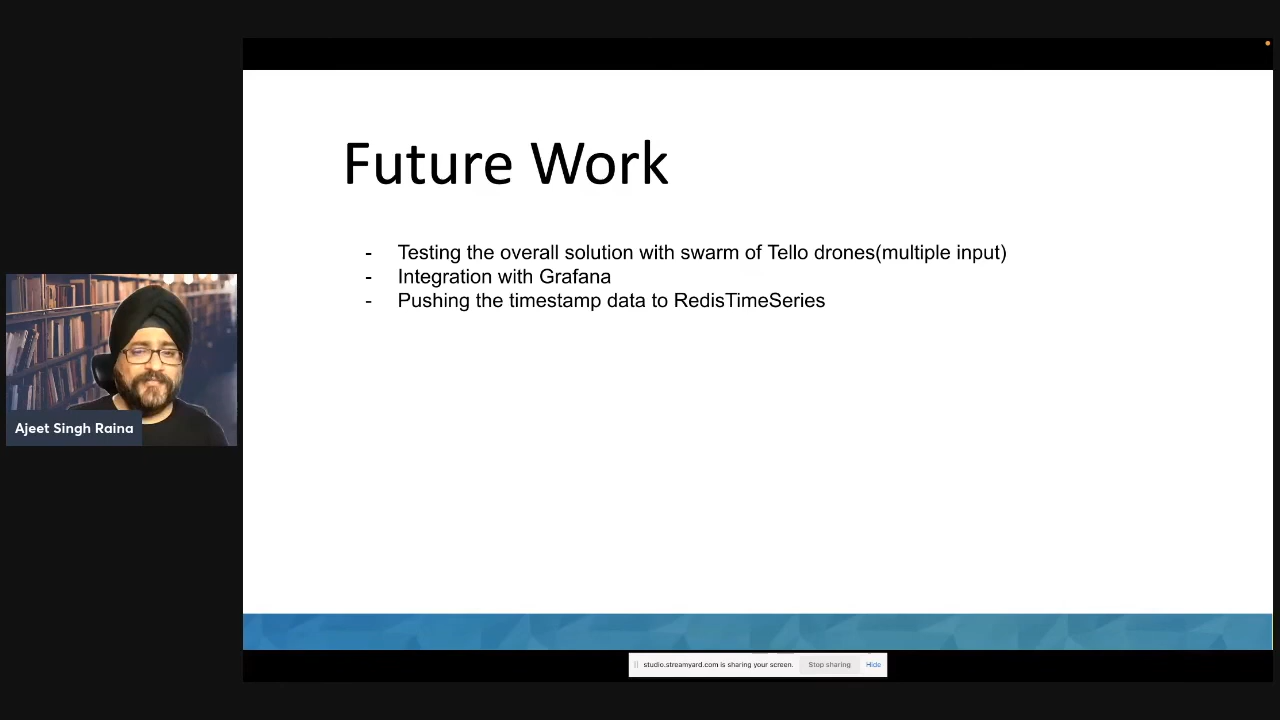 Future Work
- Testing the overall solution with swarm of Tello drones(multiple input)
- Integration with Grafana
- Pushing the timestamp data to RedisTimeSeries
Ajeet Singh Raina
studio.streamyard.com is sharing your screen. Stop sharing Hide